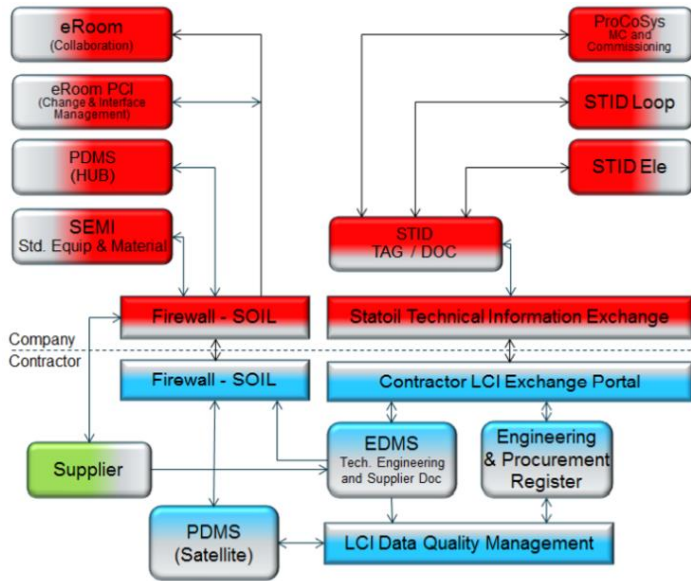 eRoom
(Collaboration)
ProCoSys
MC and
Commissioning
eRoom PCI
(Change & Interface
Management)
STID Loop
PDMS
(HUB)
STID Ele
SEMI
Std. Equip & Material
STID
TAG / DOC
Firewall - SOIL
Statoil Technical Information Exchange
Company
Contractor
Firewall - SOIL
Contractor LCI Exchange Portal
Supplier
EDMS
Tech. Engineering
and Supplier Doc
Engineering
& Procurement
Register
PDMS
(Satellite)
LCI Data Quality Management